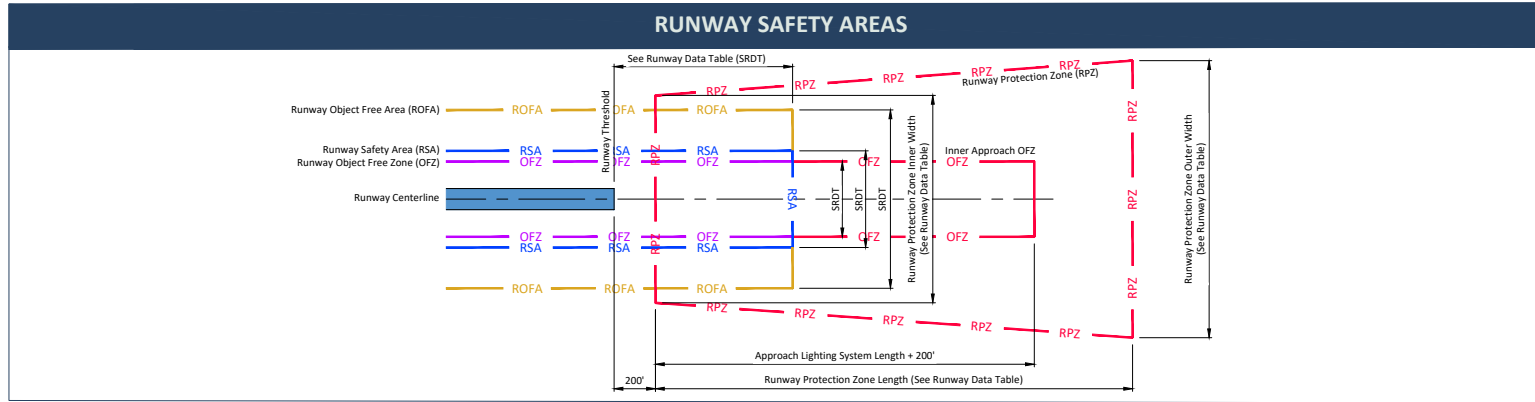 RUNWAY SAFETY AREAS
See Runway Data Table (SRDT)
RPZ RPZ RPZ RPZ RPZ
Runway Protection Zone (RPZ)
Runway Object Free Area (ROFA)
ROFA OFA ROFA
Runway Threshold
Runway Safety Area (RSA)
RSA RSA RSA
Runway Object Free Zone (OFZ)
OFZ OFZ OFZ OFZ OFZ
Inner Approach OFZ
RPZ
RPZ
Runway Centerline
RSA
SRDT
SRDT
SRDT
Runway Protection Zone Inner Width
(See Runway Data Table)
RPZ
RPZ
RPZ
Runway Protection Zone Outer Width
(See Runway Data Table)
OFZ OFZ OFZ OFZ OFZ
RSA RSA RSA
RPZ
ROFA ROFA ROFA
RPZ RPZ RPZ RPZ RPZ
Approach Lighting System Length + 200'
200'
Runway Protection Zone Length (See Runway Data Table)